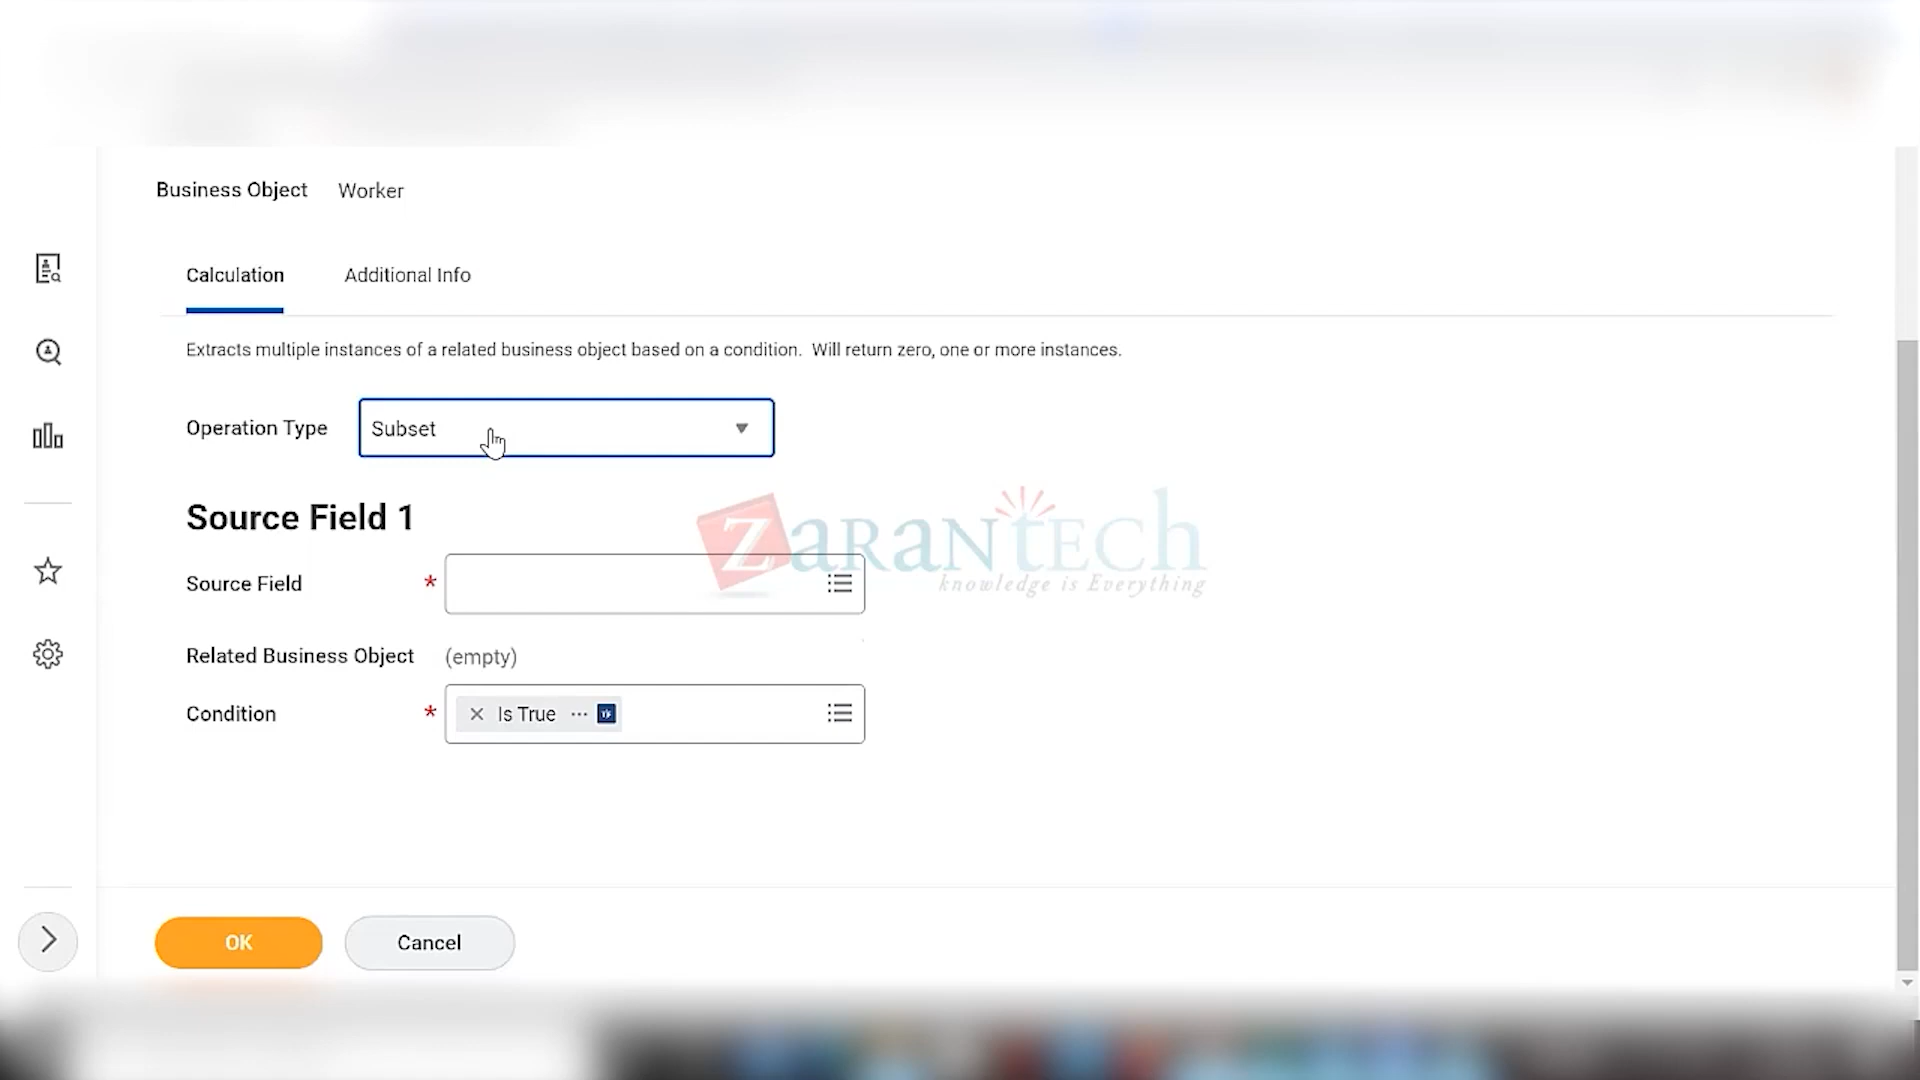 Business Object Worker
Calculation Additional Info
Extracts multiple instances of a related business object based on a condition. Will return zero, one or more instances.
Operation Type Subset
ZARANTECH
knowledge is Everything
Source Field 1
Source Field *
Related Business Object (empty)
Condition * Is True
OK Cancel